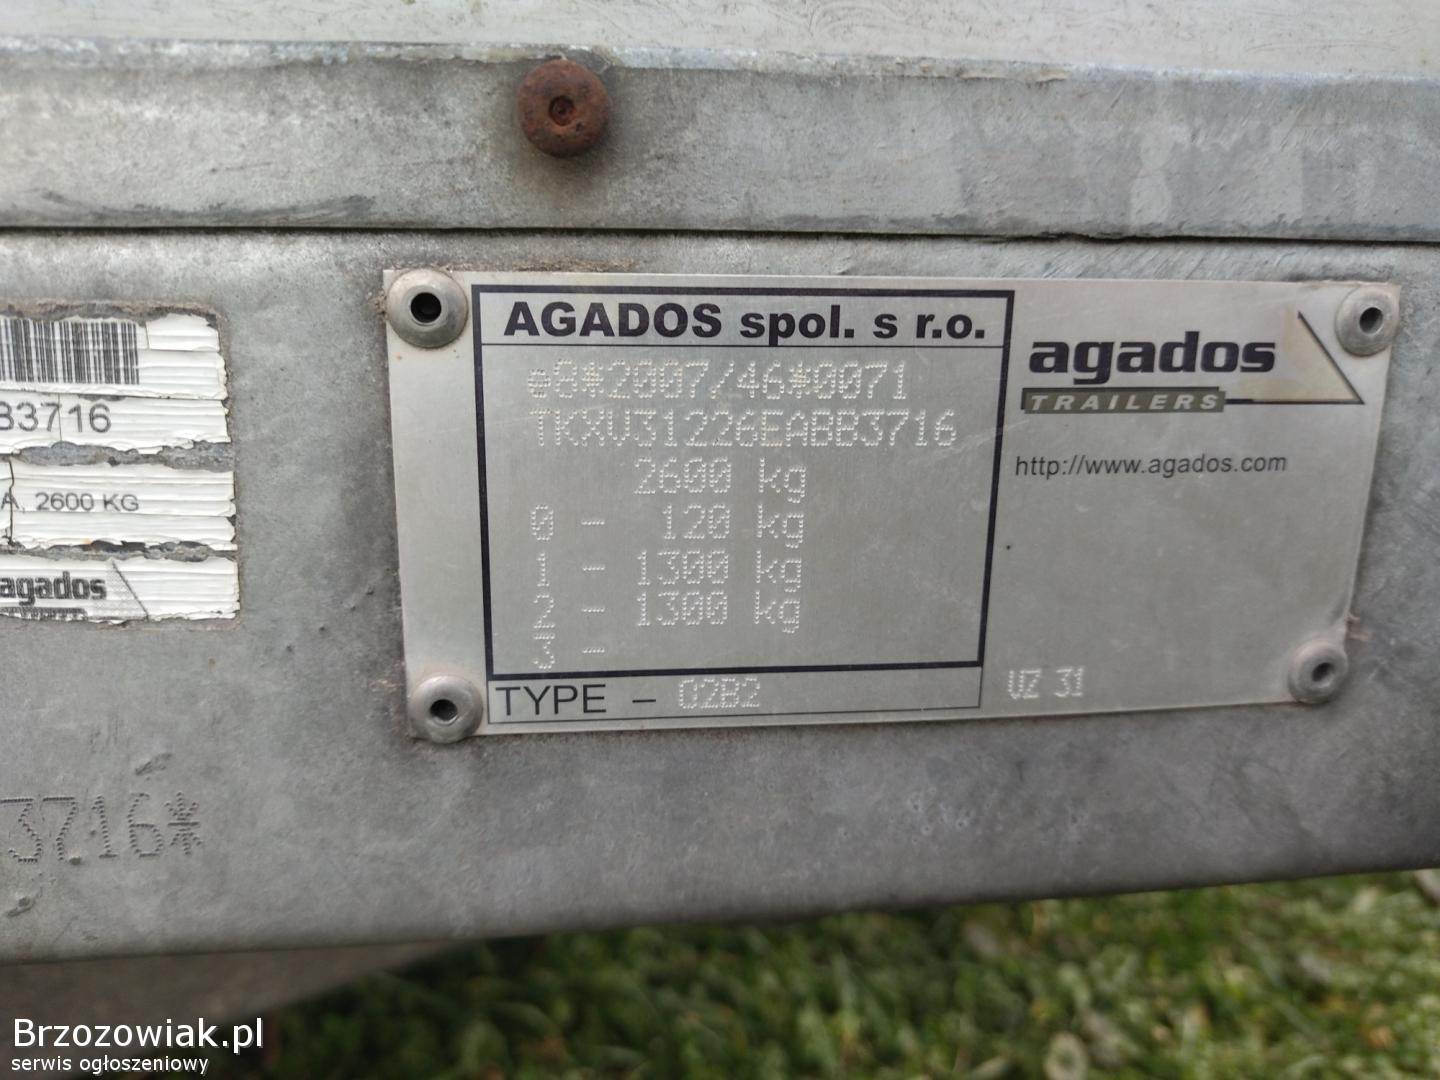 B3716
A. 2600 KG
agados
3716*
AGADOS spol. s r.o.
e8*2007/46*0071
TKXV31226EABB3716
2600 kg
0 - 120 kg
1 - 1300 kg
2 - 1300 kg
3 -
TYPE - O2B2
agados
TRAILERS
http://www.agados.com
VZ 31
Brzozowiak.pl
serwis ogłoszeniowy